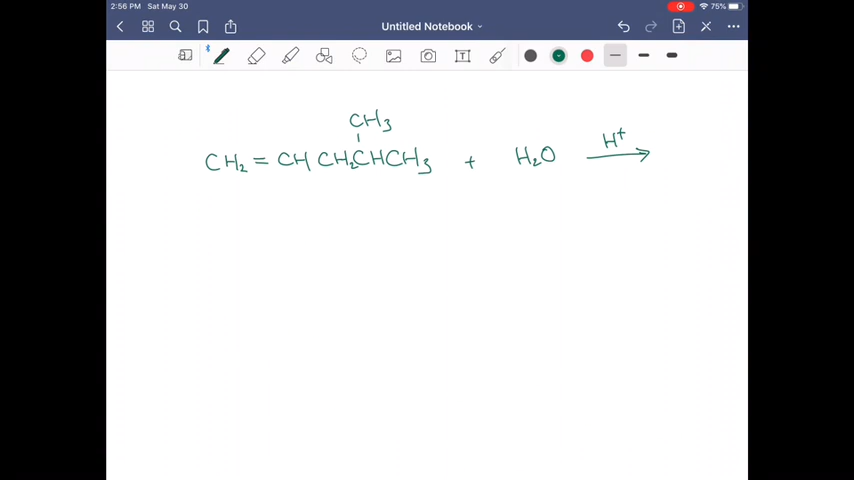 2:56 PM Sat May 30 75%
Untitled Notebook
CH3
CH2 = CH CH2CHCH3 + H2O H+